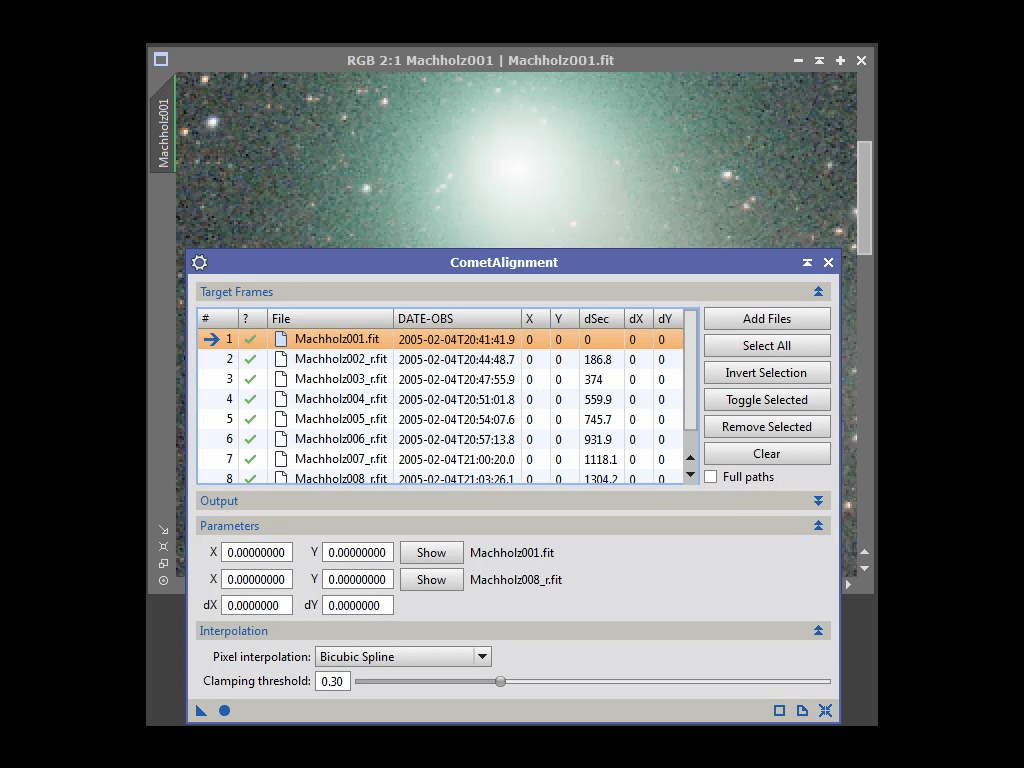 RGB 2:1 Machholz001 | Machholz001.fit
Machholz001
CometAlignment
Target Frames
# ? File DATE-OBS X Y dSec dX dY
1 Machholz001.fit 2005-02-04T20:41:41.9 0 0 0 0 0
2 Machholz002_r.fit 2005-02-04T20:44:48.7 0 0 186.8 0 0
3 Machholz003_r.fit 2005-02-04T20:47:55.9 0 0 374 0 0
4 Machholz004_r.fit 2005-02-04T20:51:01.8 0 0 559.9 0 0
5 Machholz005_r.fit 2005-02-04T20:54:07.6 0 0 745.7 0 0
6 Machholz006_r.fit 2005-02-04T20:57:13.8 0 0 931.9 0 0
7 Machholz007_r.fit 2005-02-04T21:00:20.0 0 0 1118.1 0 0
8 Machholz008_r.fit 2005-02-04T21:03:26.1 0 0 1304.2 0 0
Add Files
Select All
Invert Selection
Toggle Selected
Remove Selected
Clear
Full paths
Output
Parameters
X 0.00000000 Y 0.00000000 Show Machholz001.fit
X 0.00000000 Y 0.00000000 Show Machholz008_r.fit
dX 0.0000000 dY 0.0000000
Interpolation
Pixel interpolation: Bicubic Spline
Clamping threshold: 0.30